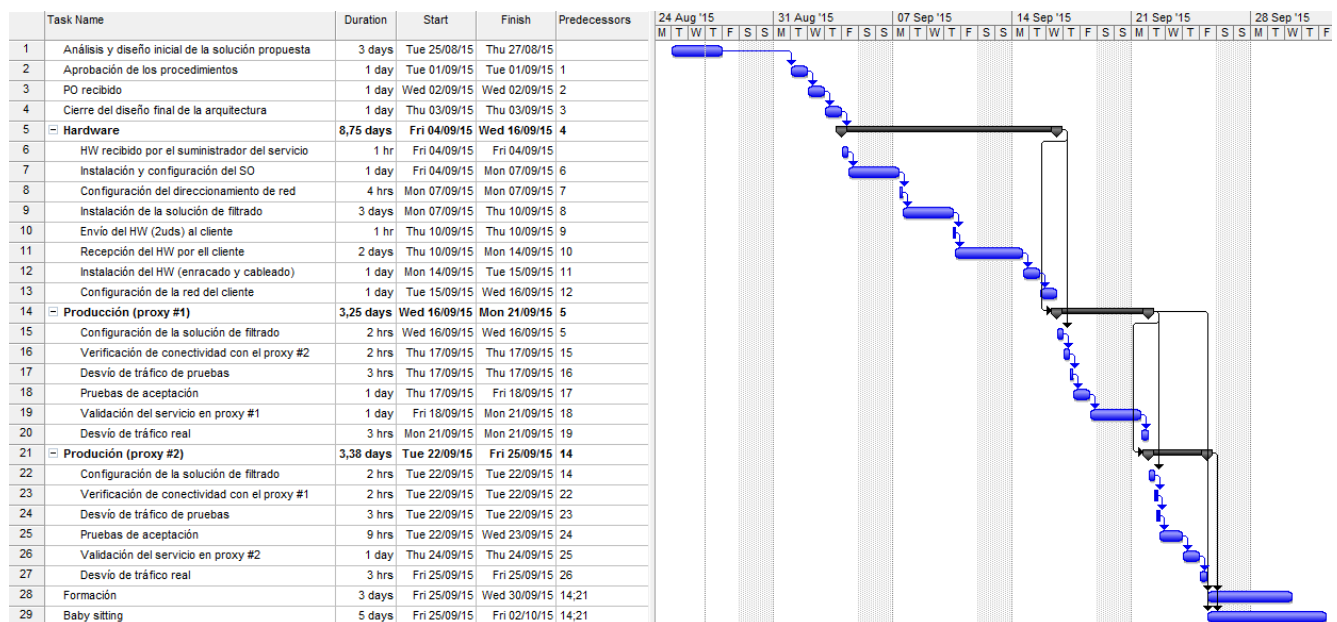 Task Name Duration Start Finish Predecessors 24 Aug '15 31 Aug '15 07 Sep '15 14 Sep '15 21 Sep '15 28 Sep '15
M T W T F S S M T W T F S S M T W T F S S M T W T F S S M T W T F S S M T W T F
1 Análisis y diseño inicial de la solución propuesta 3 days Tue 25/08/15 Thu 27/08/15
2 Aprobación de los procedimientos 1 day Tue 01/09/15 Tue 01/09/15 1
3 PO recibido 1 day Wed 02/09/15 Wed 02/09/15 2
4 Cierre del diseño final de la arquitectura 1 day Thu 03/09/15 Thu 03/09/15 3
5 Hardware 8,75 days Fri 04/09/15 Wed 16/09/15 4
6 HW recibido por el suministrador del servicio 1 hr Fri 04/09/15 Fri 04/09/15
7 Instalación y configuración del SO 1 day Fri 04/09/15 Mon 07/09/15 6
8 Configuración del direccionamiento de red 4 hrs Mon 07/09/15 Mon 07/09/15 7
9 Instalación de la solución de filtrado 3 days Mon 07/09/15 Thu 10/09/15 8
10 Envío del HW (2uds) al cliente 1 hr Thu 10/09/15 Thu 10/09/15 9
11 Recepción del HW por ell cliente 2 days Thu 10/09/15 Mon 14/09/15 10
12 Instalación del HW (enracado y cableado) 1 day Mon 14/09/15 Tue 15/09/15 11
13 Configuración de la red del cliente 1 day Tue 15/09/15 Wed 16/09/15 12
14 Producción (proxy #1) 3,25 days Wed 16/09/15 Mon 21/09/15 5
15 Configuración de la solución de filtrado 2 hrs Wed 16/09/15 Wed 16/09/15 5
16 Verificación de conectividad con el proxy #2 2 hrs Thu 17/09/15 Thu 17/09/15 15
17 Desvío de tráfico de pruebas 3 hrs Thu 17/09/15 Thu 17/09/15 16
18 Pruebas de aceptación 1 day Thu 17/09/15 Fri 18/09/15 17
19 Validación del servicio en proxy #1 1 day Fri 18/09/15 Mon 21/09/15 18
20 Desvío de tráfico real 3 hrs Mon 21/09/15 Mon 21/09/15 19
21 Produción (proxy #2) 3,38 days Tue 22/09/15 Fri 25/09/15 14
22 Configuración de la solución de filtrado 2 hrs Tue 22/09/15 Tue 22/09/15 14
23 Verificación de conectividad con el proxy #1 2 hrs Tue 22/09/15 Tue 22/09/15 22
24 Desvío de tráfico de pruebas 3 hrs Tue 22/09/15 Tue 22/09/15 23
25 Pruebas de aceptación 9 hrs Tue 22/09/15 Wed 23/09/15 24
26 Validación del servicio en proxy #2 1 day Thu 24/09/15 Thu 24/09/15 25
27 Desvío de tráfico real 3 hrs Fri 25/09/15 Fri 25/09/15 26
28 Formación 3 days Fri 25/09/15 Wed 30/09/15 14;21
29 Baby sitting 5 days Fri 25/09/15 Fri 02/10/15 14;21